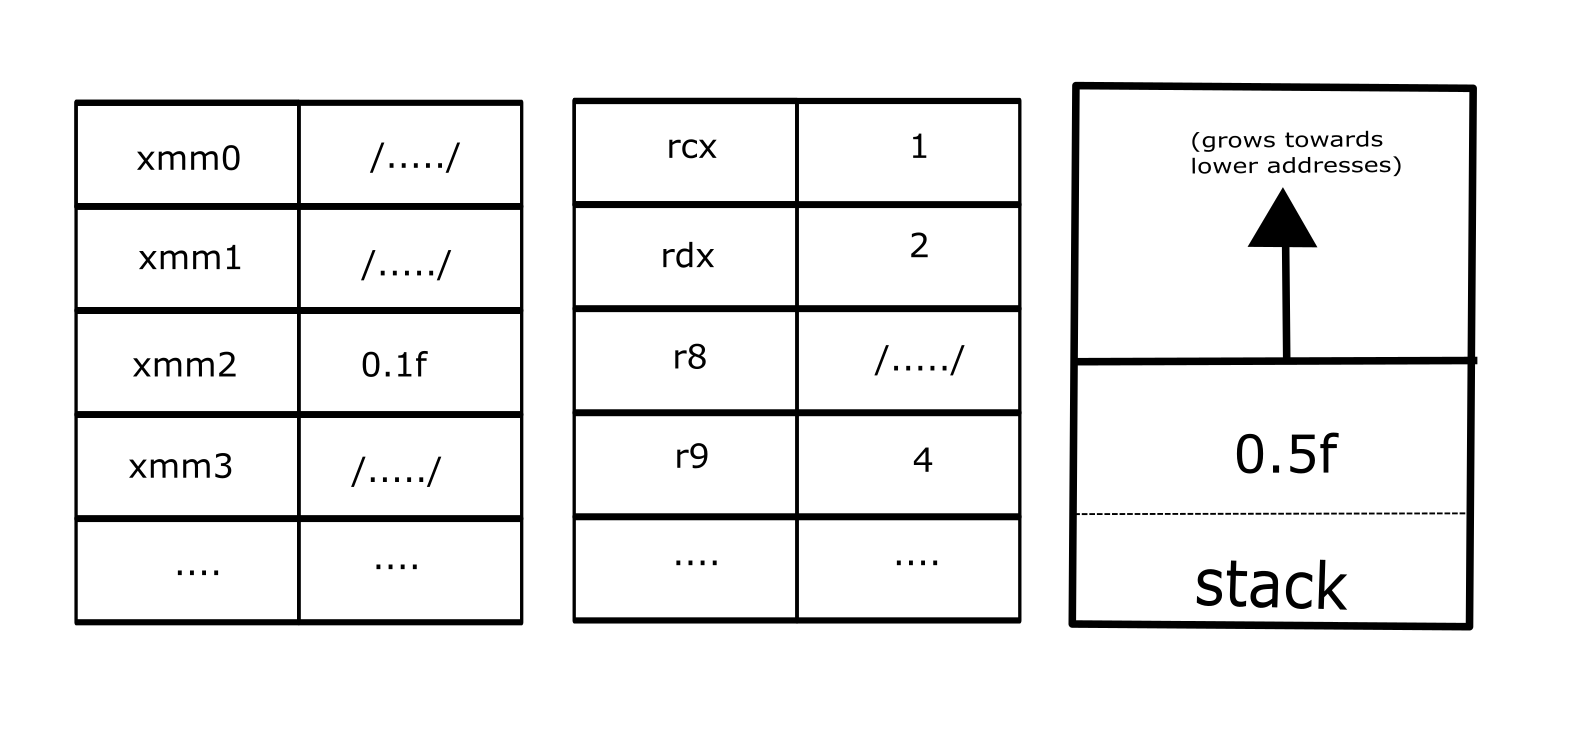 xmm0 /...../
xmm1 /...../
xmm2 0.1f
xmm3 /...../
.... ....
rcx 1
rdx 2
r8 /...../
r9 4
.... ....
(grows towards
lower addresses)
0.5f
stack